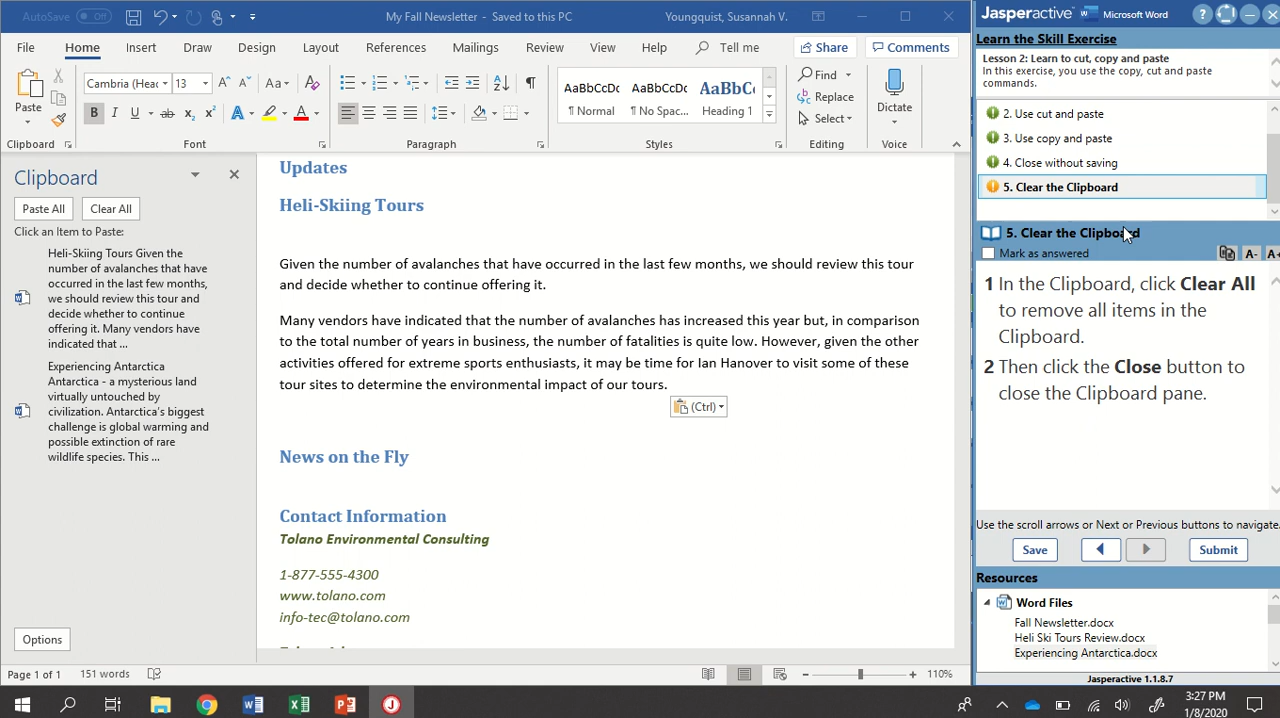 AutoSave Off
My Fall Newsletter - Saved to this PC
Youngquist, Susannah V.
File Home Insert Draw Design Layout References Mailings Review View Help Tell me Share Comments
Paste
Cambria (Head 13
Aa
B I U ab x₂ x² A A
AaBbCcDc AaBbCcDc AaBbC
¶ Normal ¶ No Spac... Heading 1
Find
Replace
Select
Dictate
Clipboard Font Paragraph Styles Editing Voice
Clipboard
Paste All Clear All
Click an Item to Paste:
Heli-Skiing Tours Given the
number of avalanches that have
occurred in the last few months,
we should review this tour
and decide whether to continue
offering it. Many vendors have
indicated that ...
Experiencing Antarctica
Antarctica - a mysterious land
virtually untouched by
civilization. Antarctica's biggest
challenge is global warming and
possible extinction of rare
wildlife species. This ...
Options
Updates
Heli-Skiing Tours
Given the number of avalanches that have occurred in the last few months, we should review this tour
and decide whether to continue offering it.
Many vendors have indicated that the number of avalanches has increased this year but, in comparison
to the total number of years in business, the number of fatalities is quite low. However, given the other
activities offered for extreme sports enthusiasts, it may be time for Ian Hanover to visit some of these
tour sites to determine the environmental impact of our tours.
(Ctrl)
News on the Fly
Contact Information
Tolano Environmental Consulting
1-877-555-4300
www.tolano.com
info-tec@tolano.com
Page 1 of 1 151 words
110%
Jasperactive Microsoft Word
Learn the Skill Exercise
Lesson 2: Learn to cut, copy and paste
In this exercise, you use the copy, cut and paste
commands.
2. Use cut and paste
3. Use copy and paste
4. Close without saving
5. Clear the Clipboard
5. Clear the Clipboard
Mark as answered A- A+
1 In the Clipboard, click Clear All
to remove all items in the
Clipboard.
2 Then click the Close button to
close the Clipboard pane.
Use the scroll arrows or Next or Previous buttons to navigate.
Save Submit
Resources
Word Files
Fall Newsletter.docx
Heli Ski Tours Review.docx
Experiencing Antarctica.docx
Jasperactive 1.1.8.7
3:27 PM
1/8/2020